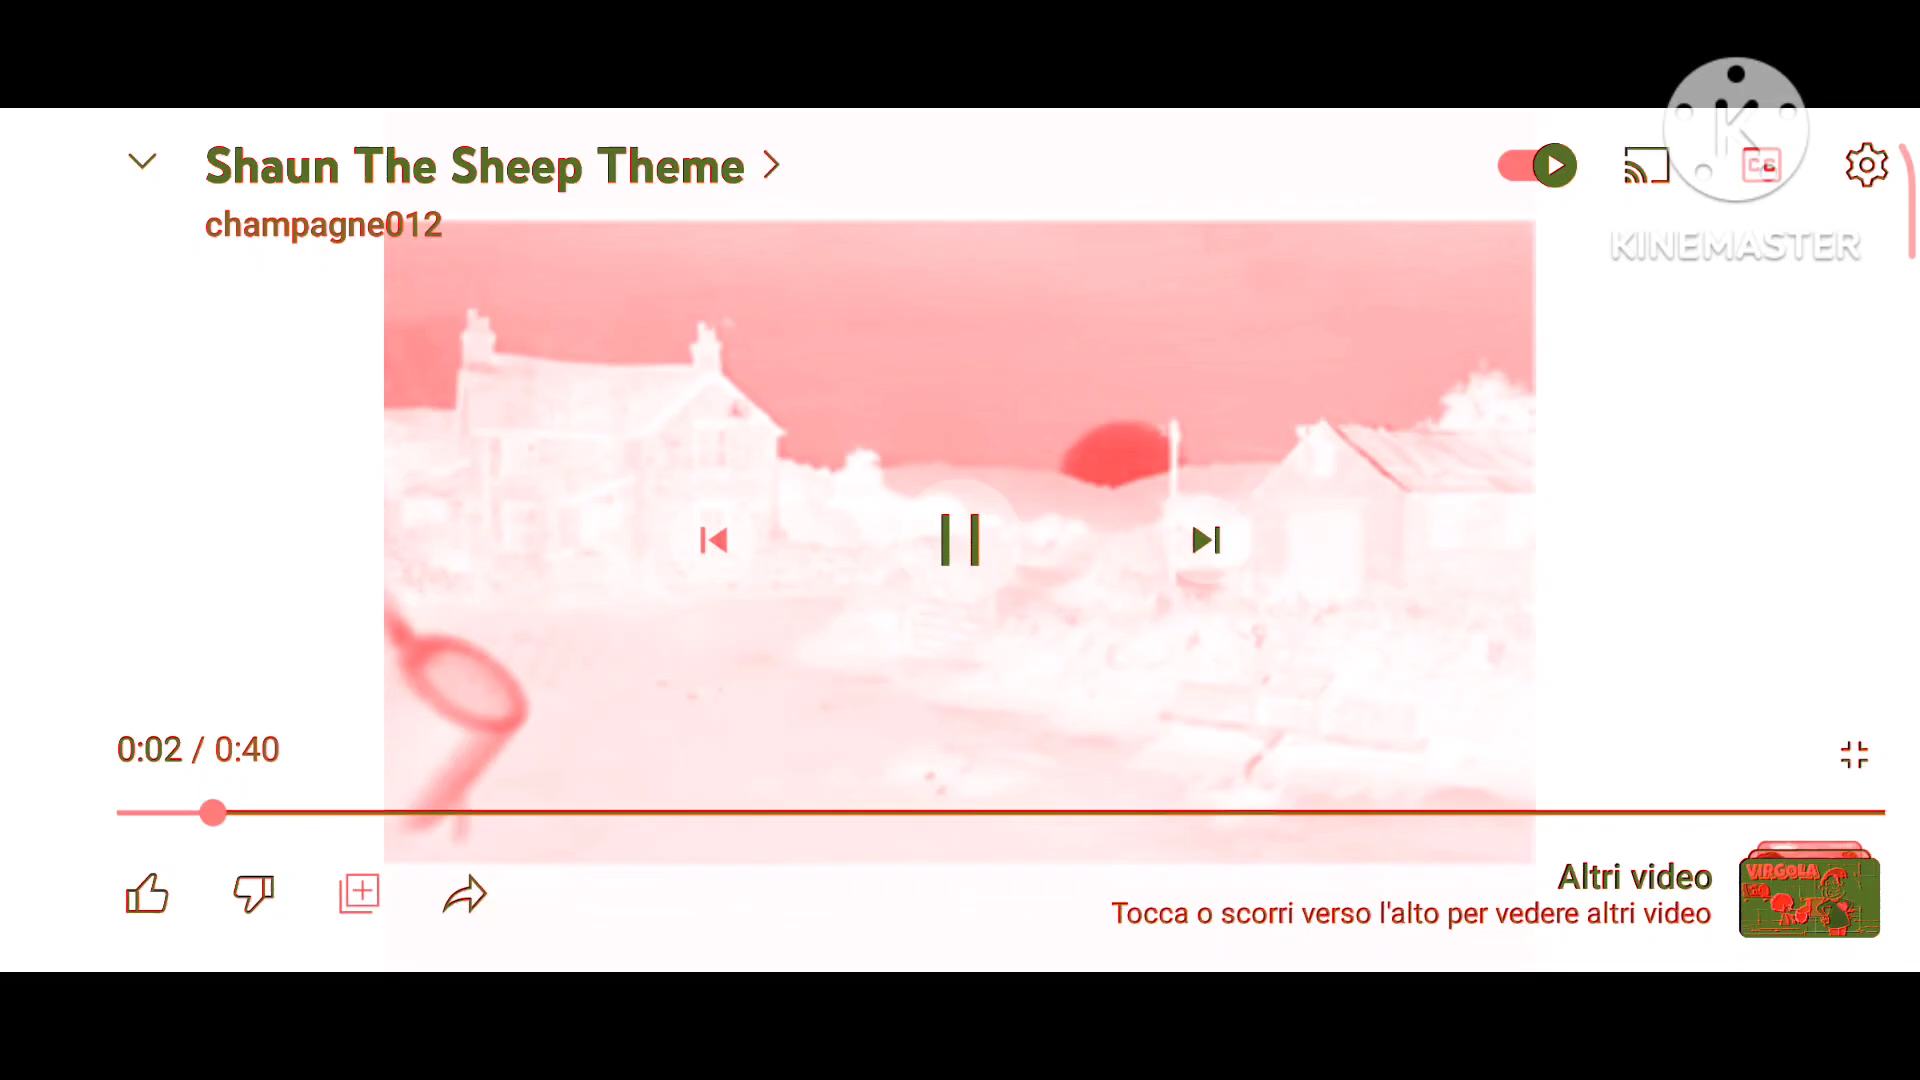 Shaun The Sheep Theme
champagne012
K
CC
KINEMASTER
0:02 / 0:40
Altri video
Tocca o scorri verso l'alto per vedere altri video
VIRGOLA